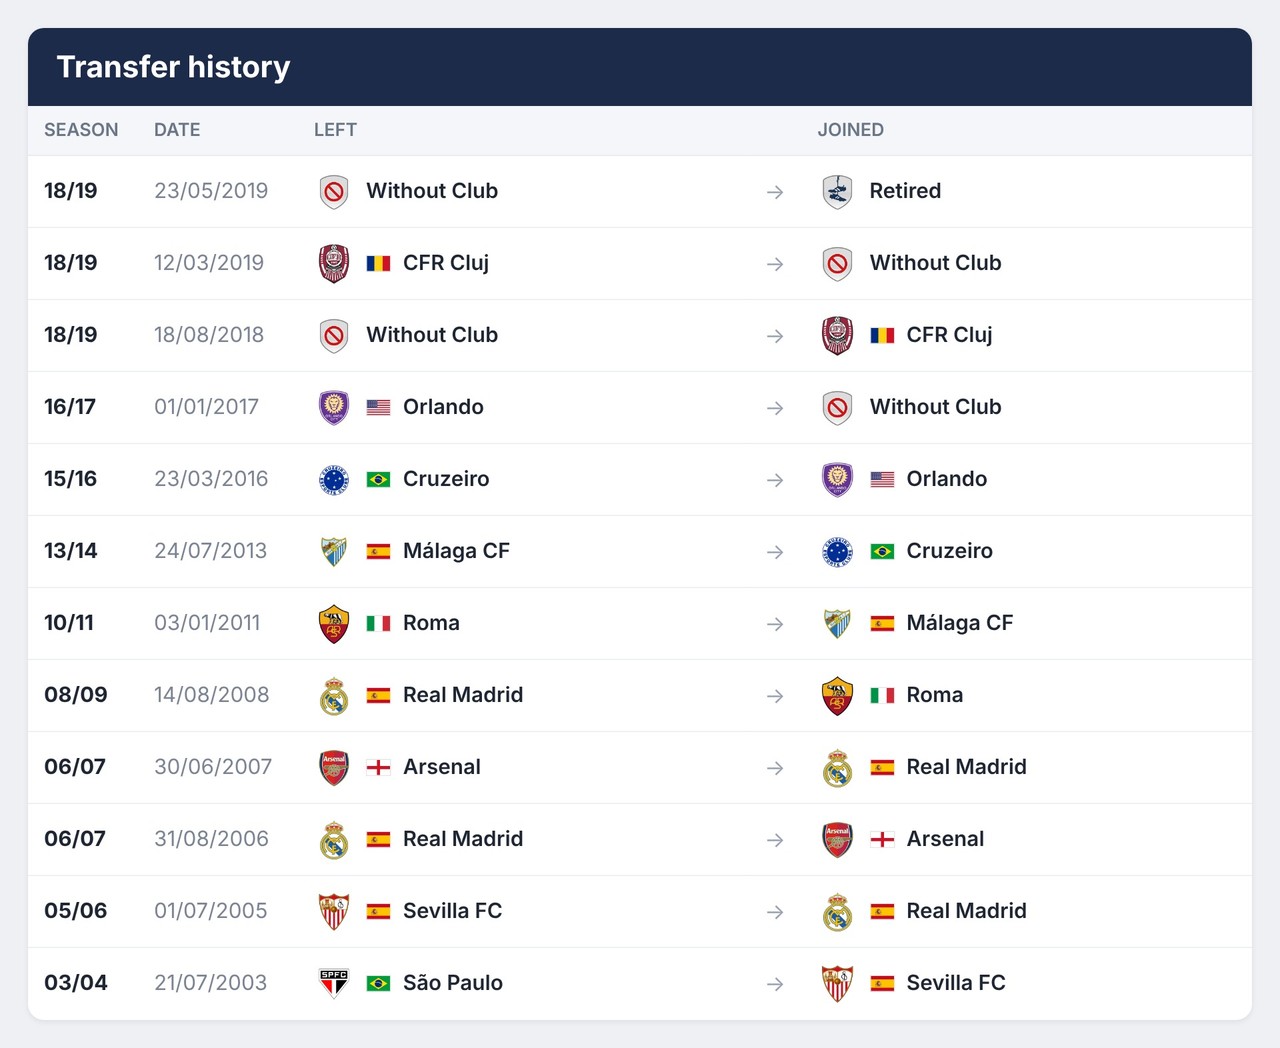 Transfer history
SEASON DATE LEFT JOINED
18/19 23/05/2019 Without Club → Retired
18/19 12/03/2019 CFR Cluj → Without Club
18/19 18/08/2018 Without Club → CFR Cluj
16/17 01/01/2017 Orlando → Without Club
15/16 23/03/2016 Cruzeiro → Orlando
13/14 24/07/2013 Málaga CF → Cruzeiro
10/11 03/01/2011 Roma → Málaga CF
08/09 14/08/2008 Real Madrid → Roma
06/07 30/06/2007 Arsenal Arsenal → Real Madrid
06/07 31/08/2006 Real Madrid → Arsenal Arsenal
05/06 01/07/2005 Sevilla FC → Real Madrid
03/04 21/07/2003 SPFC São Paulo → Sevilla FC